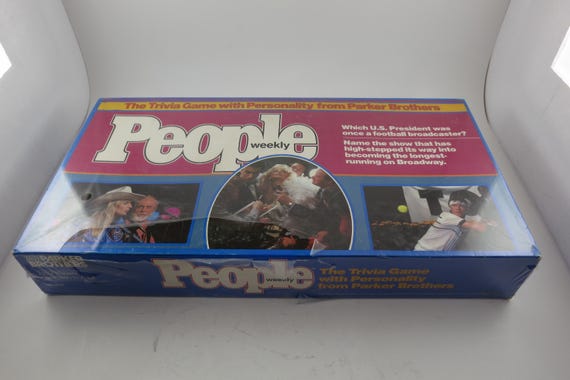 The Trivia Game with Personality from Parker Brothers
People
weekly
Which U.S. President was
once a football broadcaster?
Name the show that has
high-stepped its way into
becoming the longest-
running on Broadway.
PARKER
BROTHERS
People
weekly
The Trivia Game
with Personality
from Parker Brothers